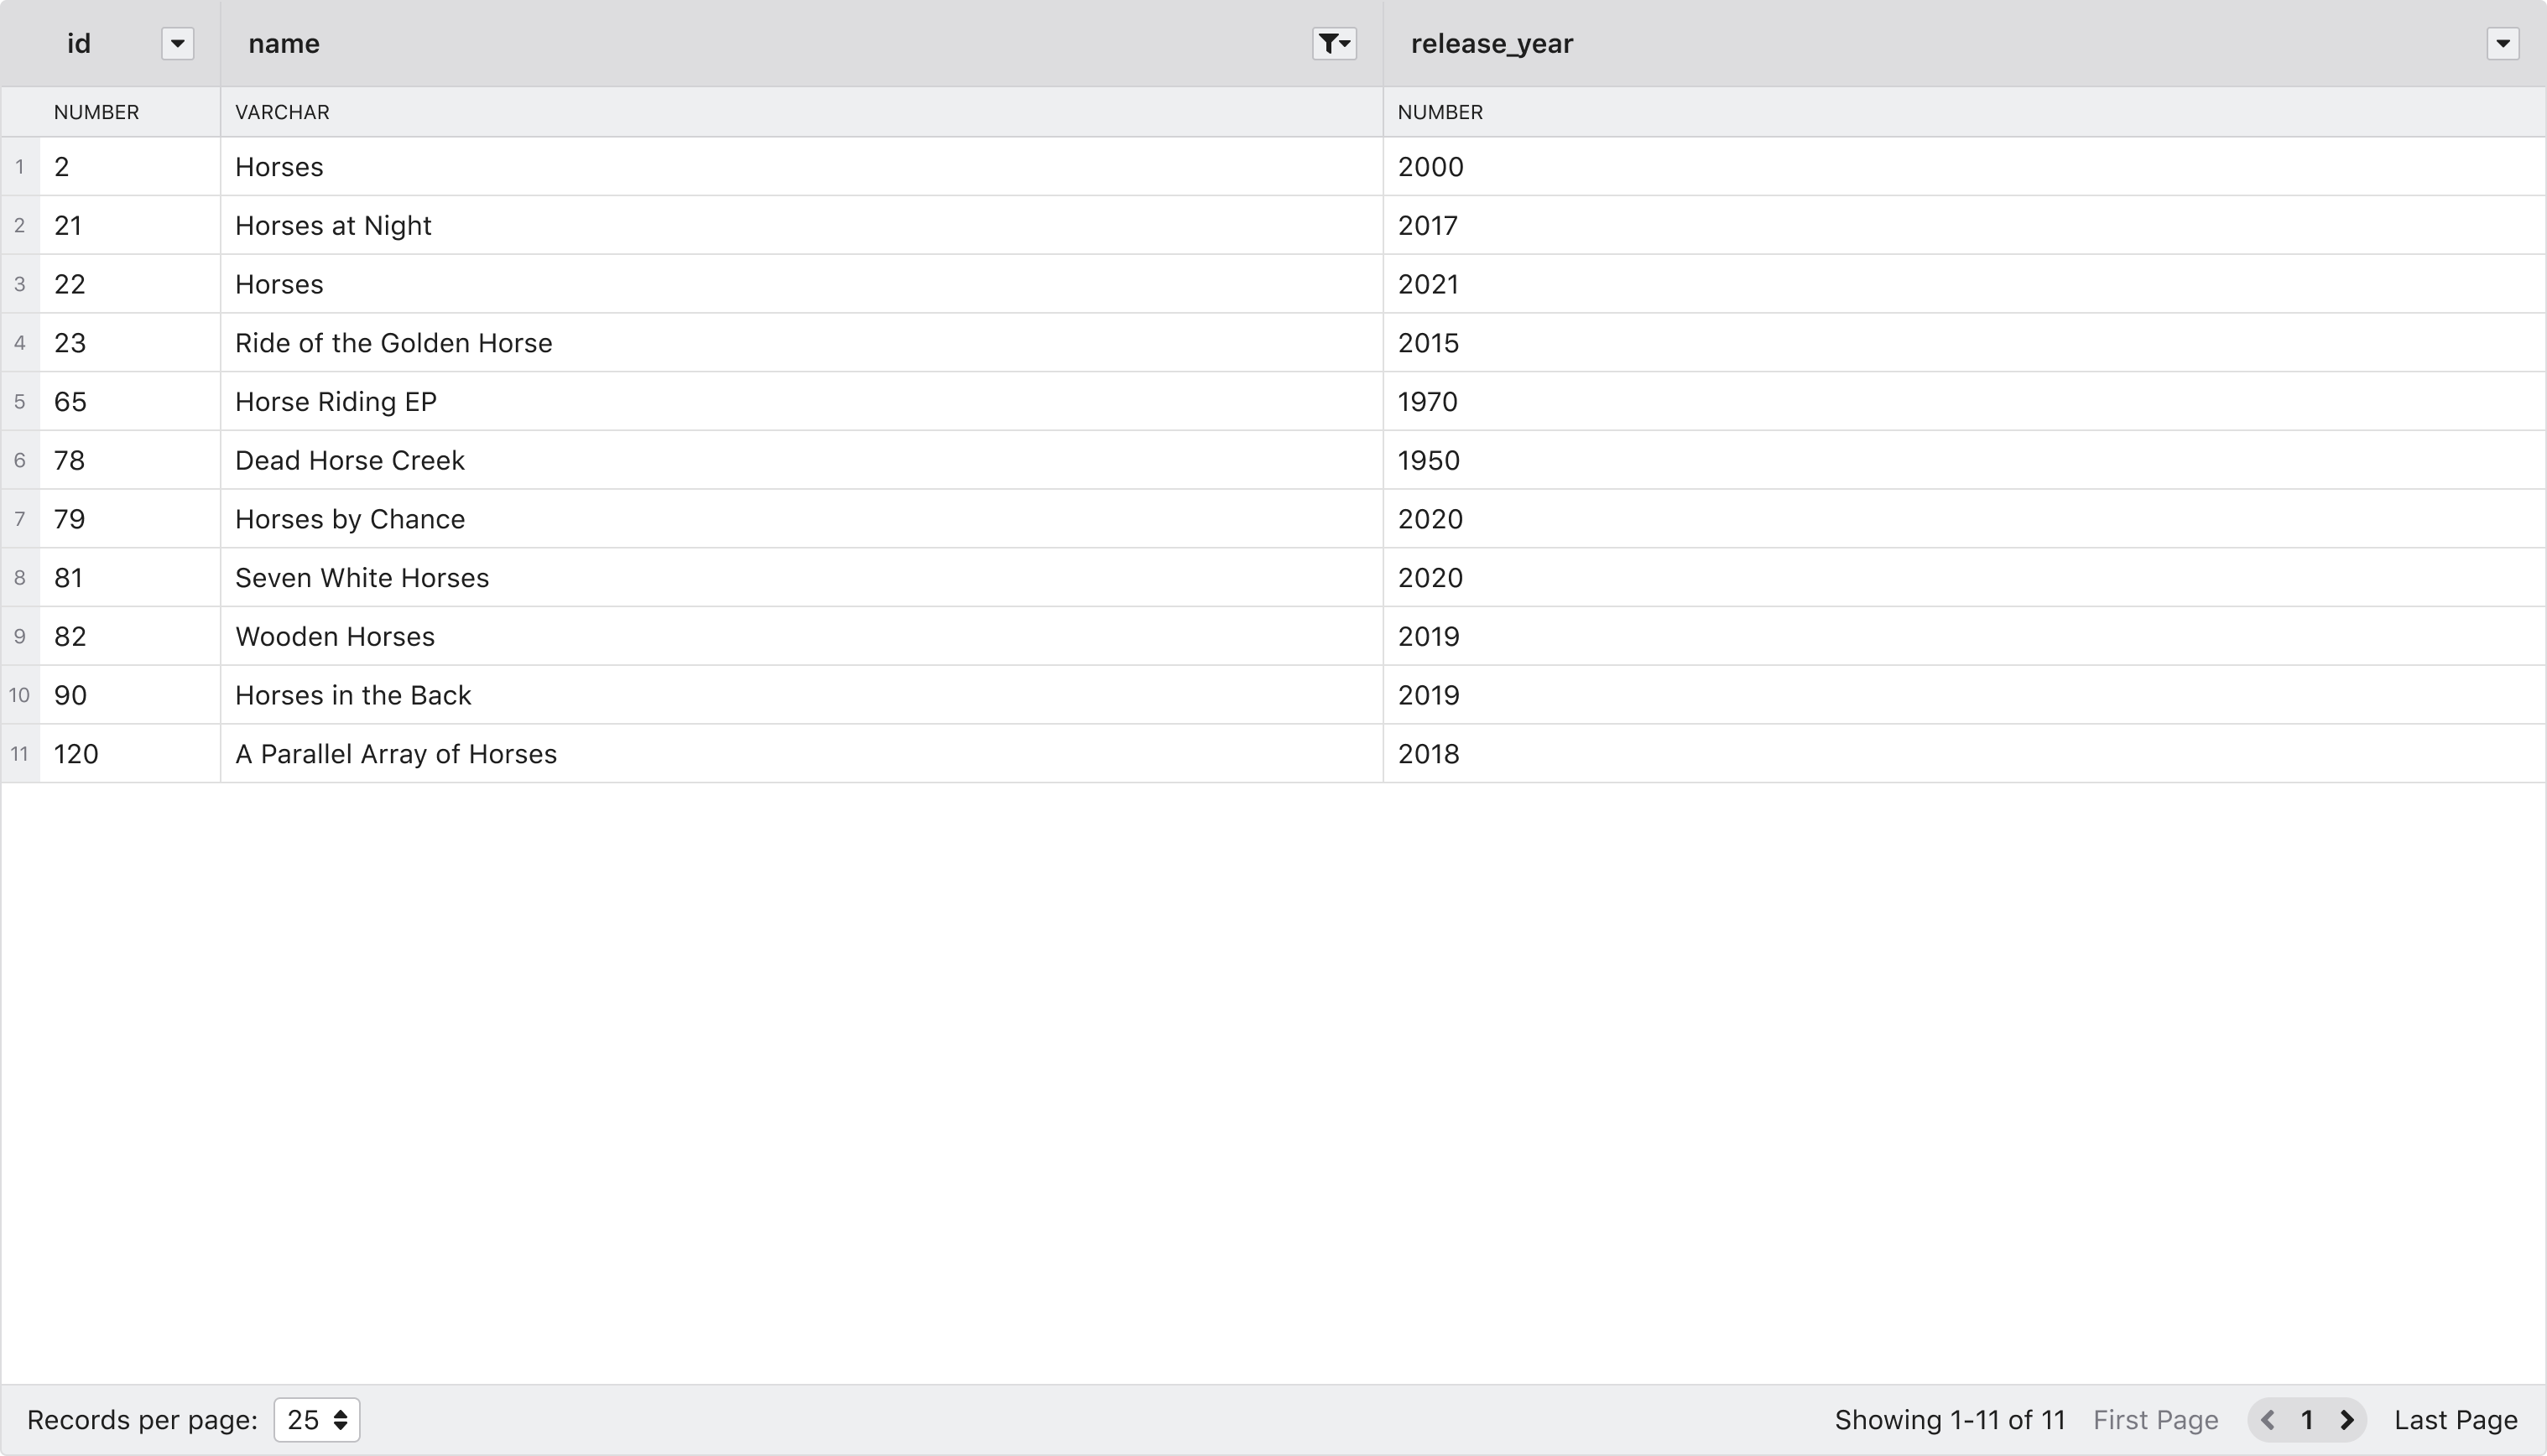 id name release_year
NUMBER VARCHAR NUMBER
1 2 Horses 2000
2 21 Horses at Night 2017
3 22 Horses 2021
4 23 Ride of the Golden Horse 2015
5 65 Horse Riding EP 1970
6 78 Dead Horse Creek 1950
7 79 Horses by Chance 2020
8 81 Seven White Horses 2020
9 82 Wooden Horses 2019
10 90 Horses in the Back 2019
11 120 A Parallel Array of Horses 2018
Records per page: 25 Showing 1-11 of 11 First Page 1 Last Page